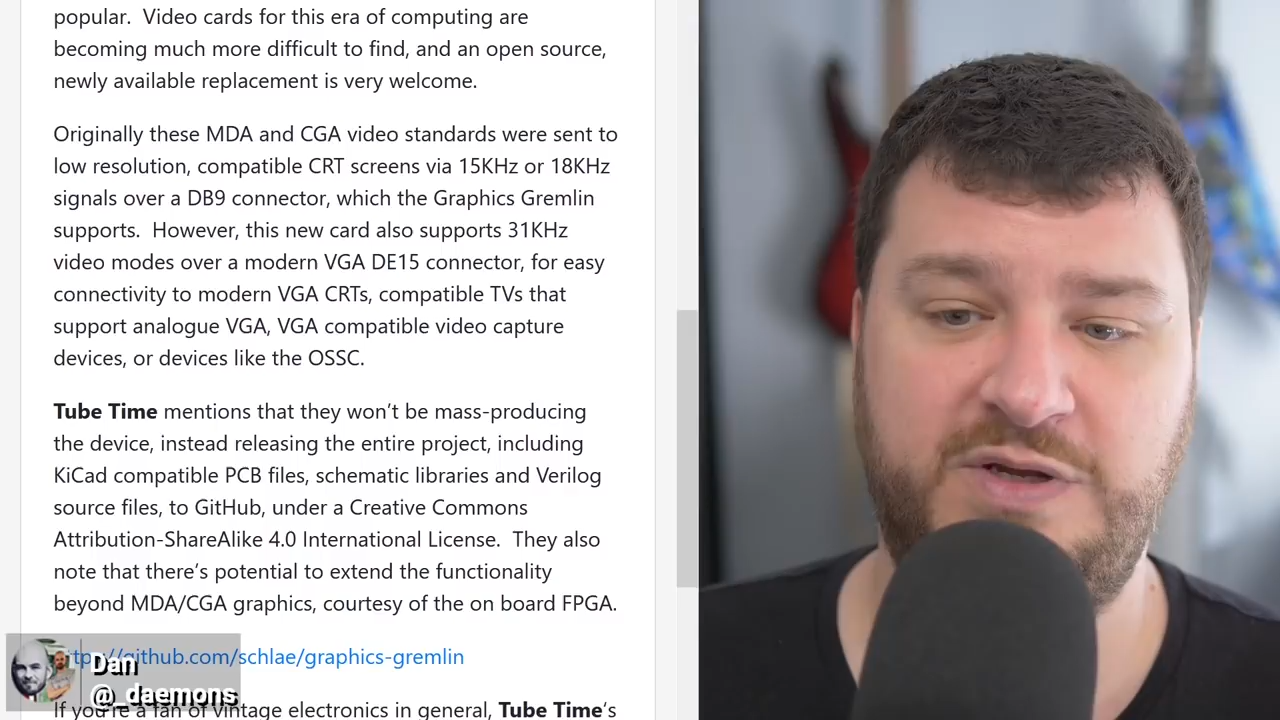 popular.  Video cards for this era of computing are
becoming much more difficult to find, and an open source,
newly available replacement is very welcome.
Originally these MDA and CGA video standards were sent to
low resolution, compatible CRT screens via 15KHz or 18KHz
signals over a DB9 connector, which the Graphics Gremlin
supports.  However, this new card also supports 31KHz
video modes over a modern VGA DE15 connector, for easy
connectivity to modern VGA CRTs, compatible TVs that
support analogue VGA, VGA compatible video capture
devices, or devices like the OSSC.
Tube Time mentions that they won’t be mass-producing
the device, instead releasing the entire project, including
KiCad compatible PCB files, schematic libraries and Verilog
source files, to GitHub, under a Creative Commons
Attribution-ShareAlike 4.0 International License.  They also
note that there’s potential to extend the functionality
beyond MDA/CGA graphics, courtesy of the on board FPGA.
https://github.com/schlae/graphics-gremlin
Dan
@_daemons
If you’re a fan of vintage electronics in general, Tube Time’s